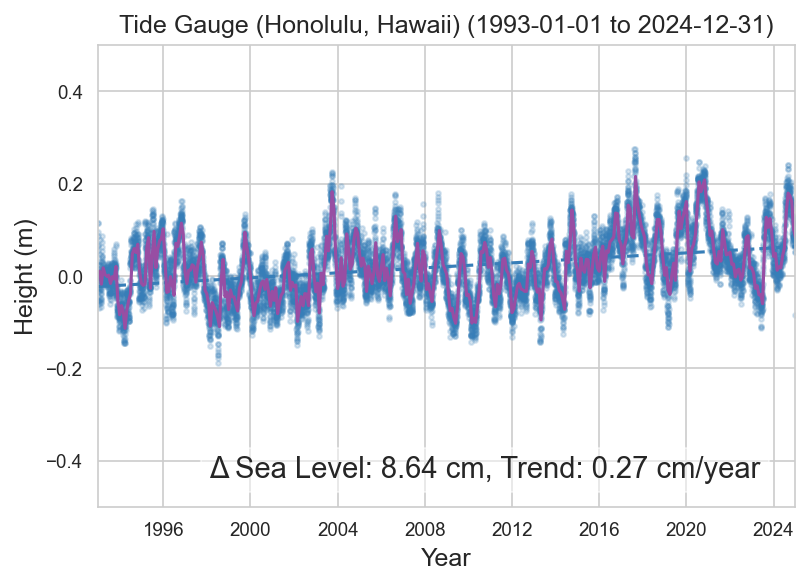 Tide Gauge (Honolulu, Hawaii) (1993-01-01 to 2024-12-31)
Height (m)
0.4
0.2
0.0
−0.2
−0.4
Δ Sea Level: 8.64 cm, Trend: 0.27 cm/year
1996 2000 2004 2008 2012 2016 2020 2024
Year